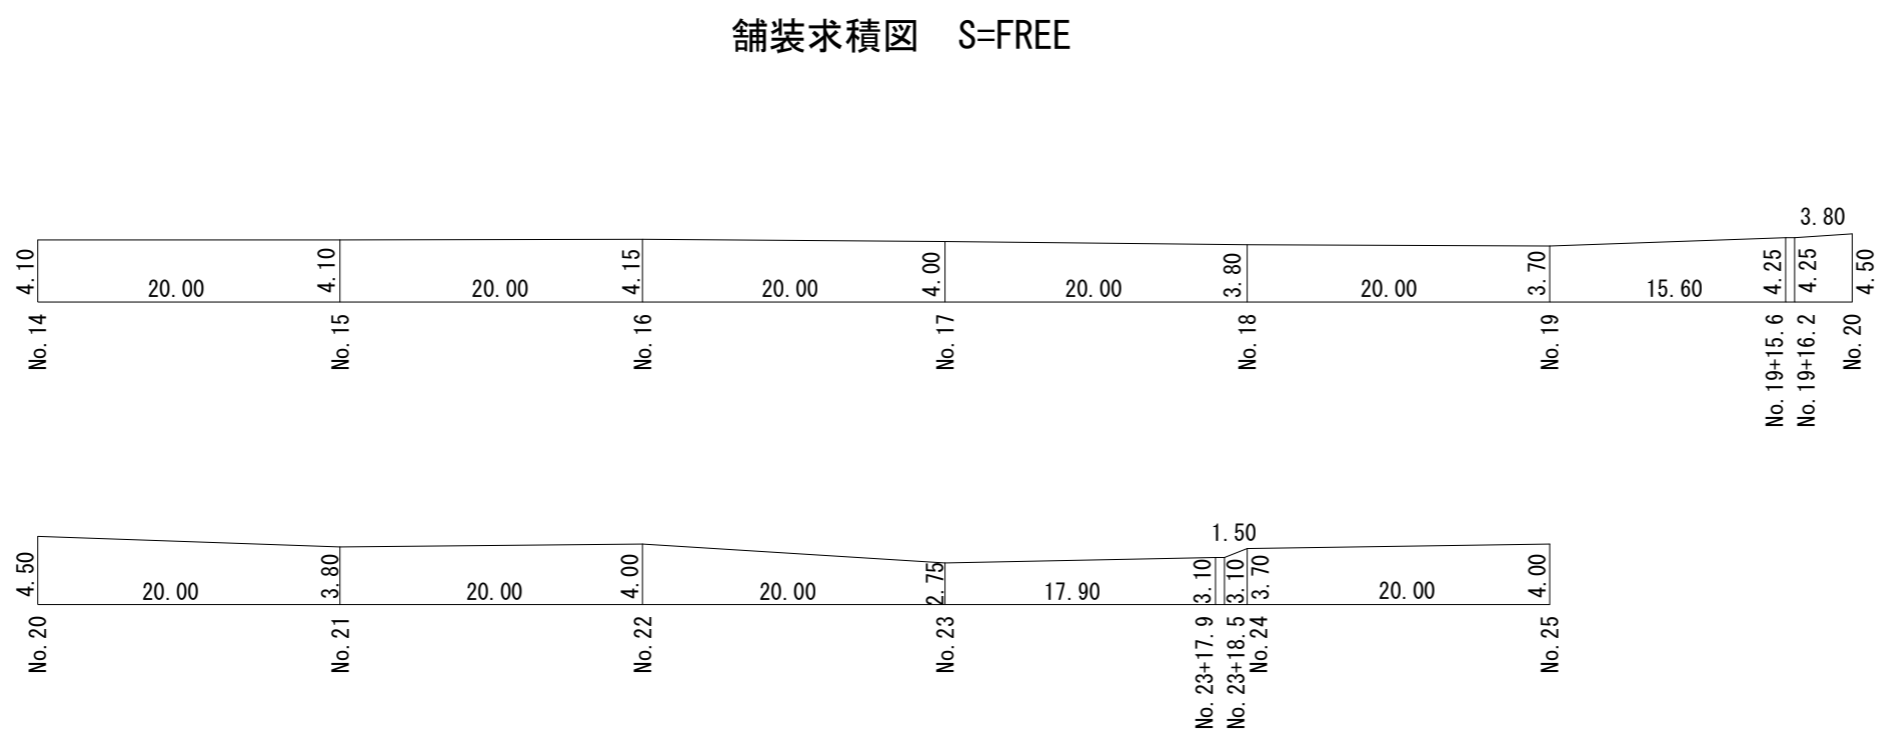 舗装求積図　S=FREE
3.80
4.10
20.00
4.10
20.00
4.15
20.00
4.00
20.00
3.80
20.00
3.70
15.60
4.25
4.25
4.50
No.14
No.15
No.16
No.17
No.18
No.19
No.19+15.6
No.19+16.2
No.20
1.50
4.50
20.00
3.80
20.00
4.00
20.00
2.75
17.90
3.10
3.10
3.70
20.00
4.00
No.20
No.21
No.22
No.23
No.23+17.9
No.23+18.5
No.24
No.25